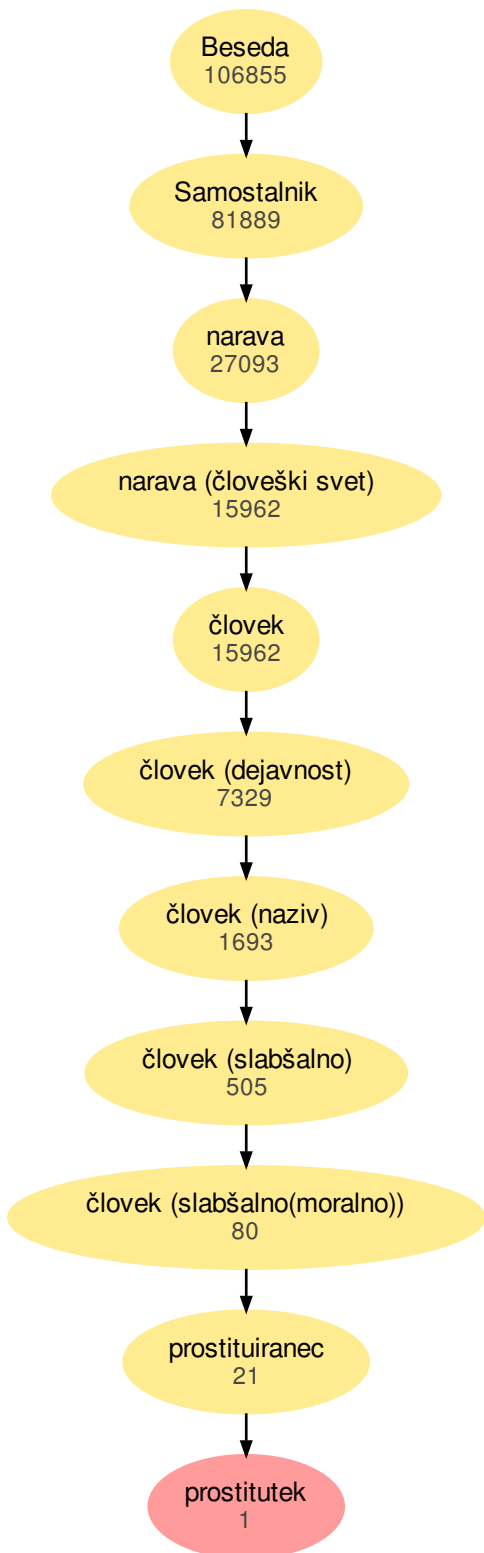 Beseda
106855
Samostalnik
81889
narava
27093
narava (človeški svet)
15962
človek
15962
človek (dejavnost)
7329
človek (naziv)
1693
človek (slabšalno)
505
človek (slabšalno(moralno))
80
prostituiranec
21
prostitutek
1